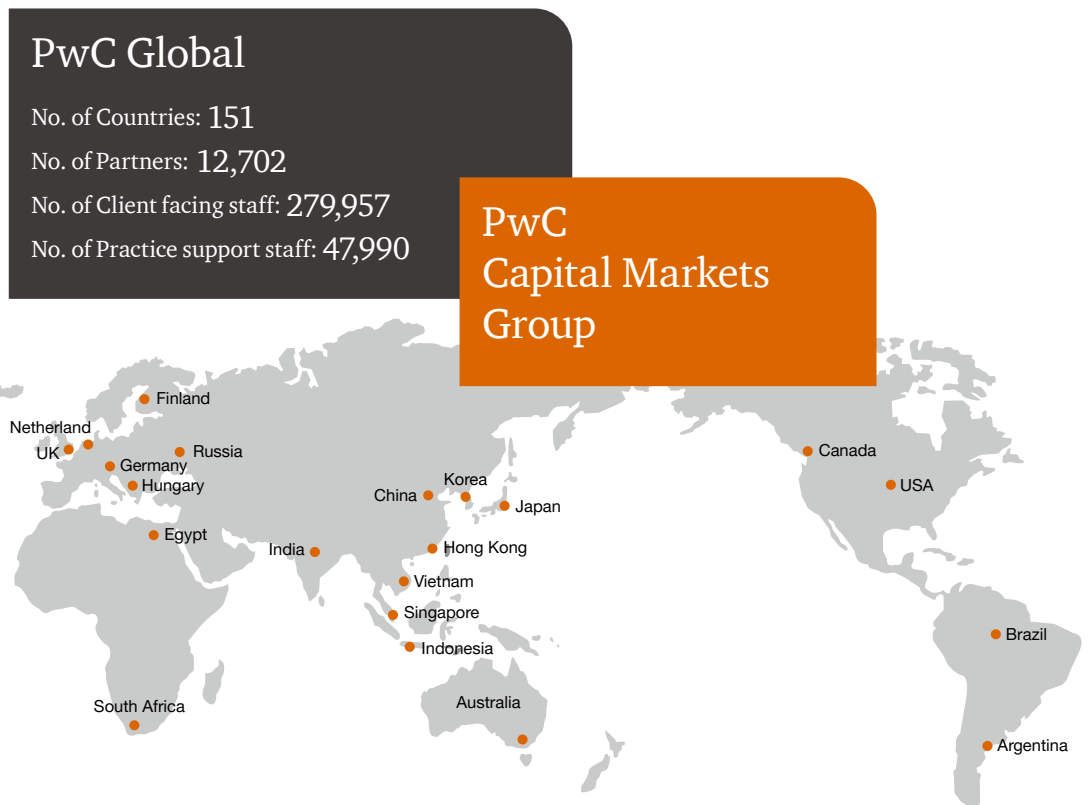 PwC Global
No. of Countries: 151
No. of Partners: 12,702
No. of Client facing staff: 279,957
No. of Practice support staff: 47,990
PwC
Capital Markets
Group
Finland
Netherland
UK
Russia
Germany
Hungary
Egypt
South Africa
India
China
Korea
Japan
Hong Kong
Vietnam
Singapore
Indonesia
Australia
Canada
USA
Brazil
Argentina